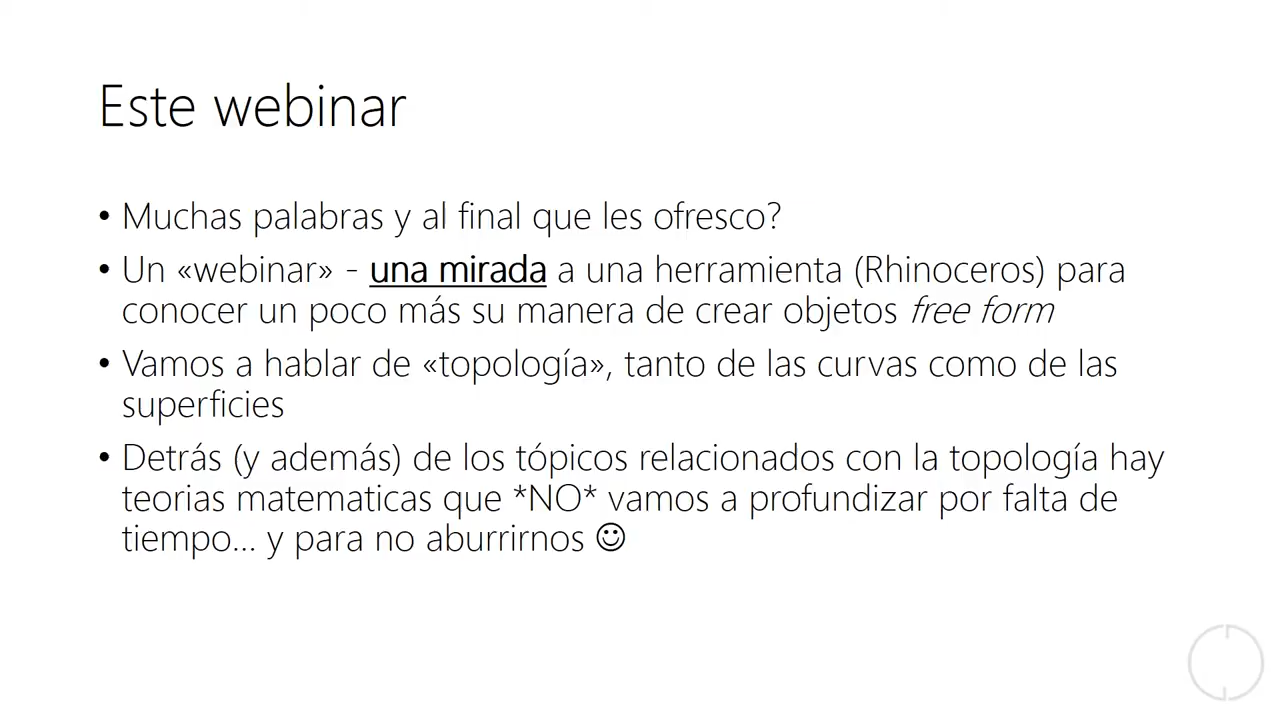 Este webinar
• Muchas palabras y al final que les ofresco?
• Un «webinar» - una mirada a una herramienta (Rhinoceros) para
conocer un poco más su manera de crear objetos free form
• Vamos a hablar de «topología», tanto de las curvas como de las
superficies
• Detrás (y además) de los tópicos relacionados con la topología hay
teorias matematicas que *NO* vamos a profundizar por falta de
tiempo... y para no aburrirnos ☺